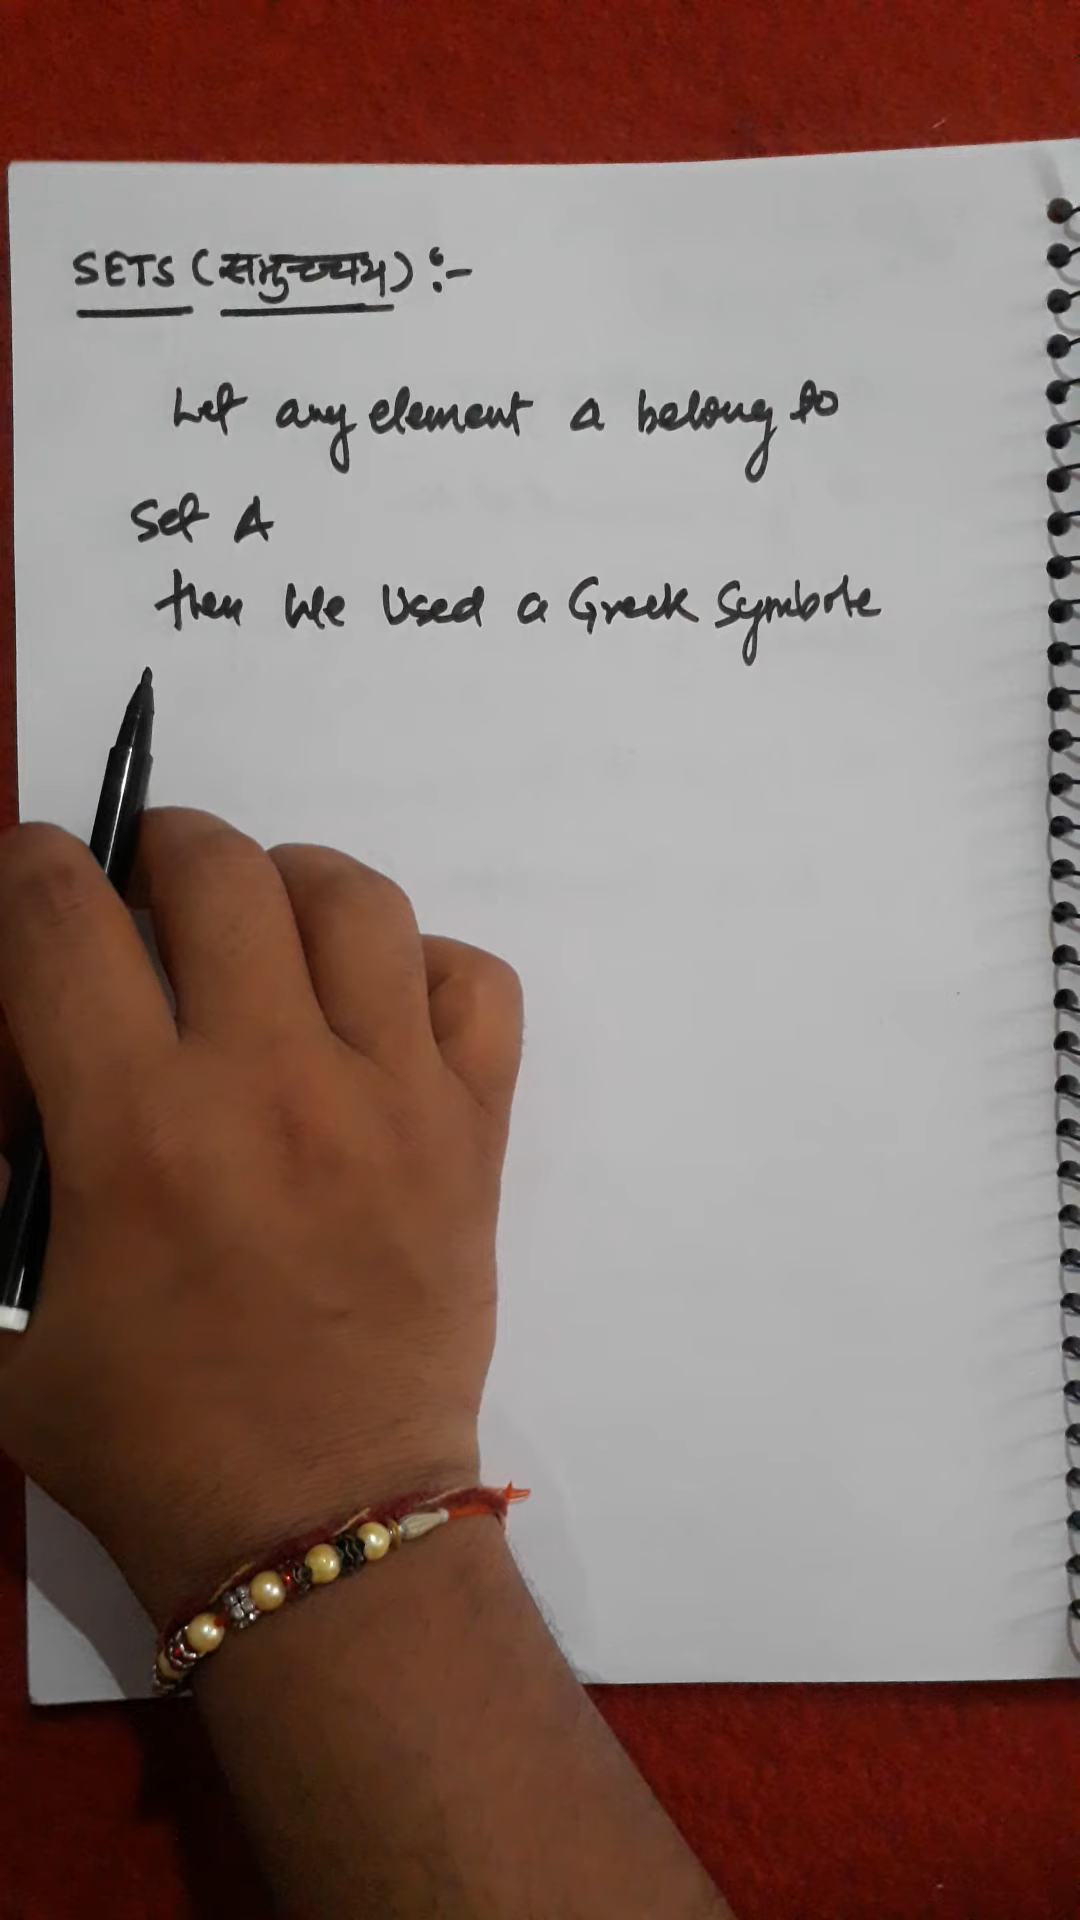 SETS (समुच्चय) :-
Let any element a belong to
Set A
then We Used a Greek Symbole